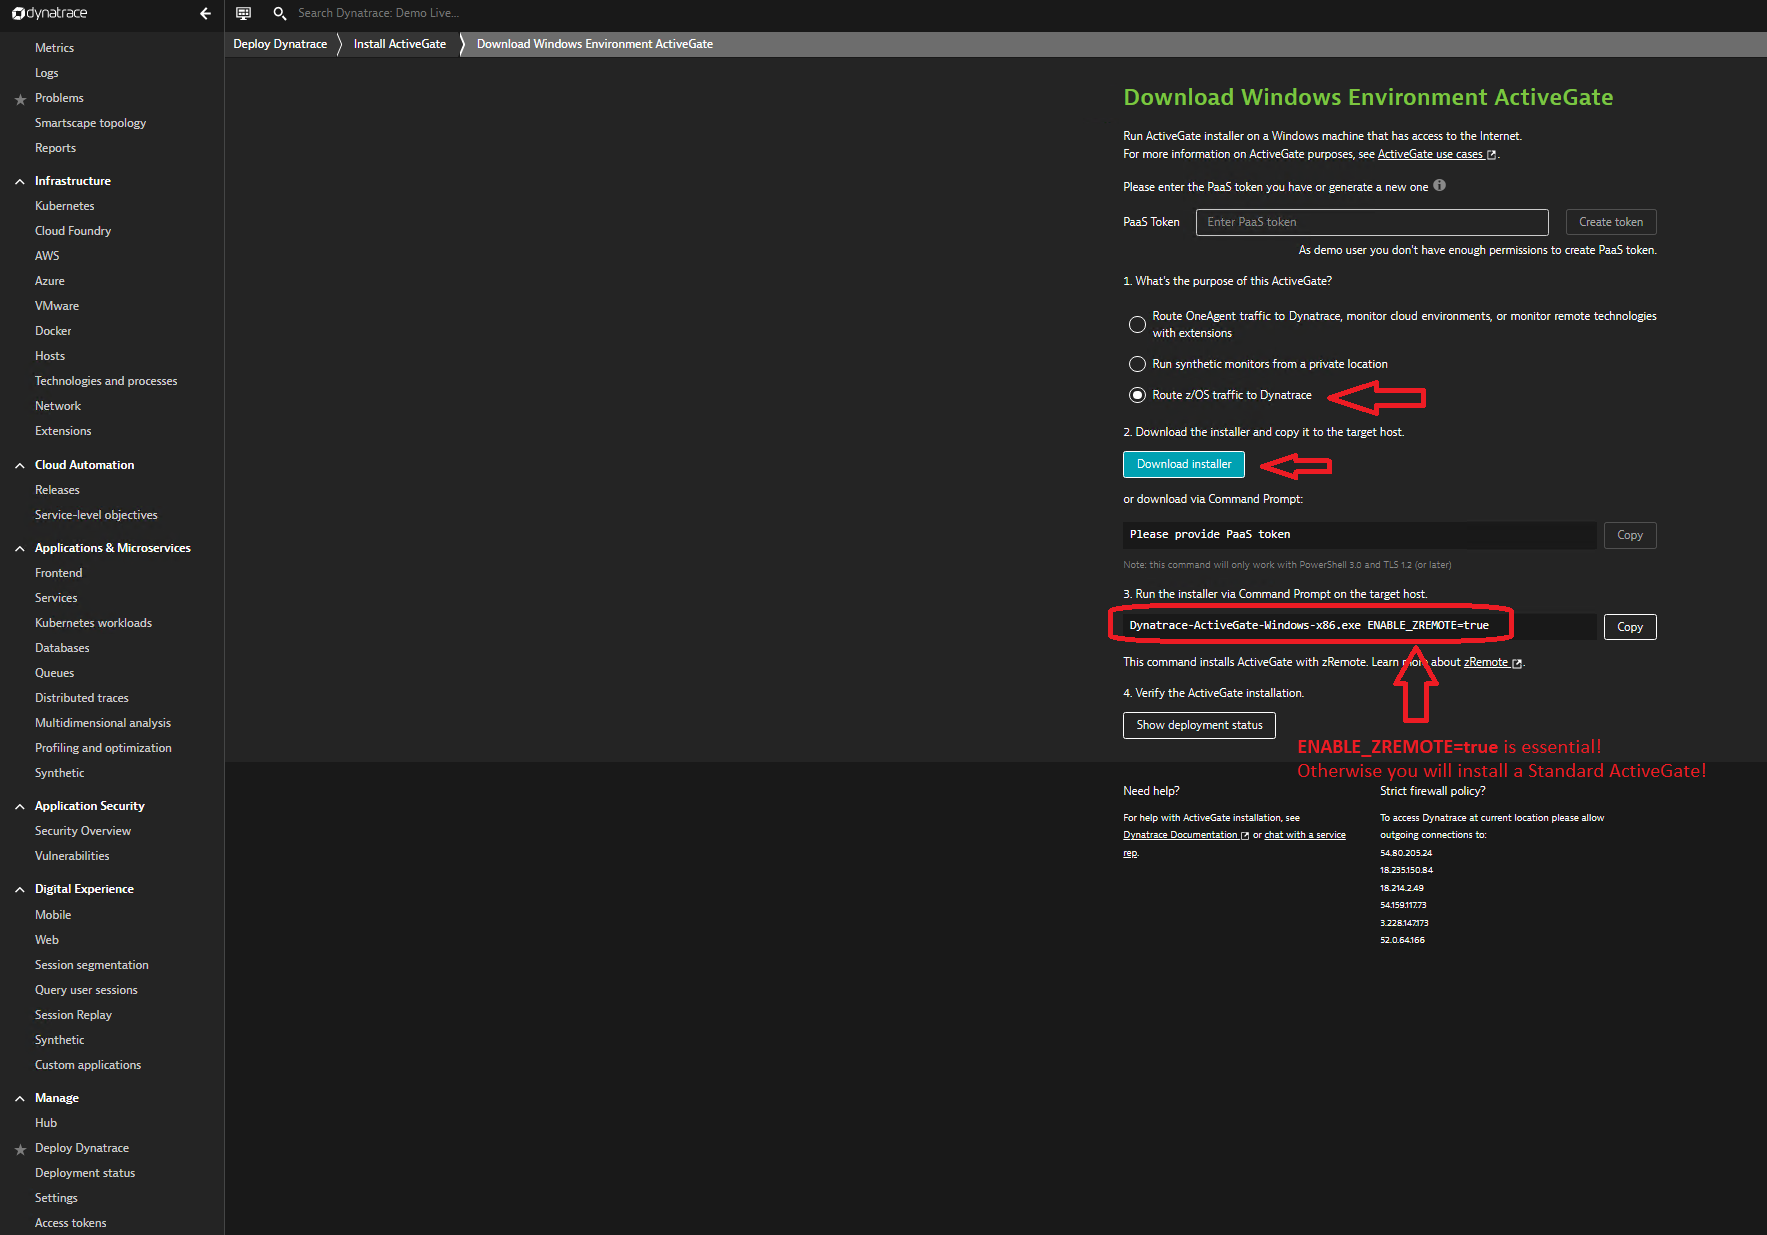 dynatrace
Search Dynatrace: Demo Live...
Metrics
Logs
Problems
Smartscape topology
Reports
Infrastructure
Kubernetes
Cloud Foundry
AWS
Azure
VMware
Docker
Hosts
Technologies and processes
Network
Extensions
Cloud Automation
Releases
Service-level objectives
Applications & Microservices
Frontend
Services
Kubernetes workloads
Databases
Queues
Distributed traces
Multidimensional analysis
Profiling and optimization
Synthetic
Application Security
Security Overview
Vulnerabilities
Digital Experience
Mobile
Web
Session segmentation
Query user sessions
Session Replay
Synthetic
Custom applications
Manage
Hub
Deploy Dynatrace
Deployment status
Settings
Access tokens
Deploy Dynatrace Install ActiveGate Download Windows Environment ActiveGate
Download Windows Environment ActiveGate
Run ActiveGate installer on a Windows machine that has access to the Internet.
For more information on ActiveGate purposes, see ActiveGate use cases.
Please enter the PaaS token you have or generate a new one
PaaS Token Enter PaaS token Create token
As demo user you don't have enough permissions to create PaaS token.
1. What's the purpose of this ActiveGate?
Route OneAgent traffic to Dynatrace, monitor cloud environments, or monitor remote technologies
with extensions
Run synthetic monitors from a private location
Route z/OS traffic to Dynatrace
2. Download the installer and copy it to the target host.
Download installer
or download via Command Prompt:
Please provide PaaS token Copy
Note: this command will only work with PowerShell 3.0 and TLS 1.2 (or later)
3. Run the installer via Command Prompt on the target host.
Dynatrace-ActiveGate-Windows-x86.exe ENABLE_ZREMOTE=true Copy
This command installs ActiveGate with zRemote. Learn more about zRemote.
4. Verify the ActiveGate installation.
Show deployment status
ENABLE_ZREMOTE=true is essential!
Otherwise you will install a Standard ActiveGate!
Need help?
For help with ActiveGate installation, see
Dynatrace Documentation or chat with a service
rep.
Strict firewall policy?
To access Dynatrace at current location please allow
outgoing connections to:
54.80.205.24
18.235.150.84
18.214.2.49
54.159.117.73
3.228.147.173
52.0.64.166